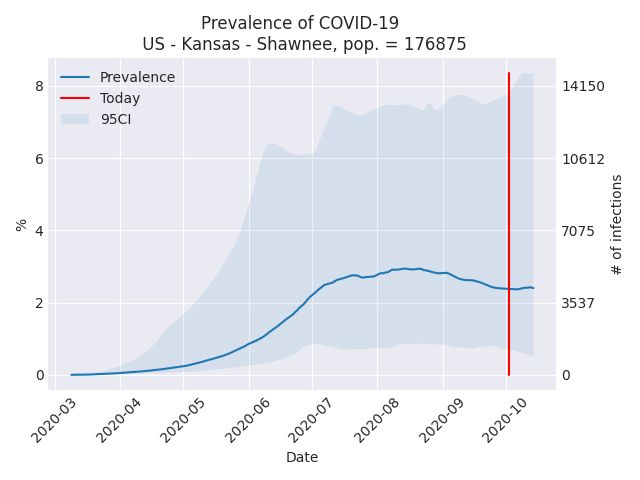 Prevalence of COVID-19
US - Kansas - Shawnee, pop. = 176875
Prevalence
Today
95CI
8
6
4
2
0
%
14150
10612
7075
3537
0
# of infections
2020-03
2020-04
2020-05
2020-06
2020-07
2020-08
2020-09
2020-10
Date